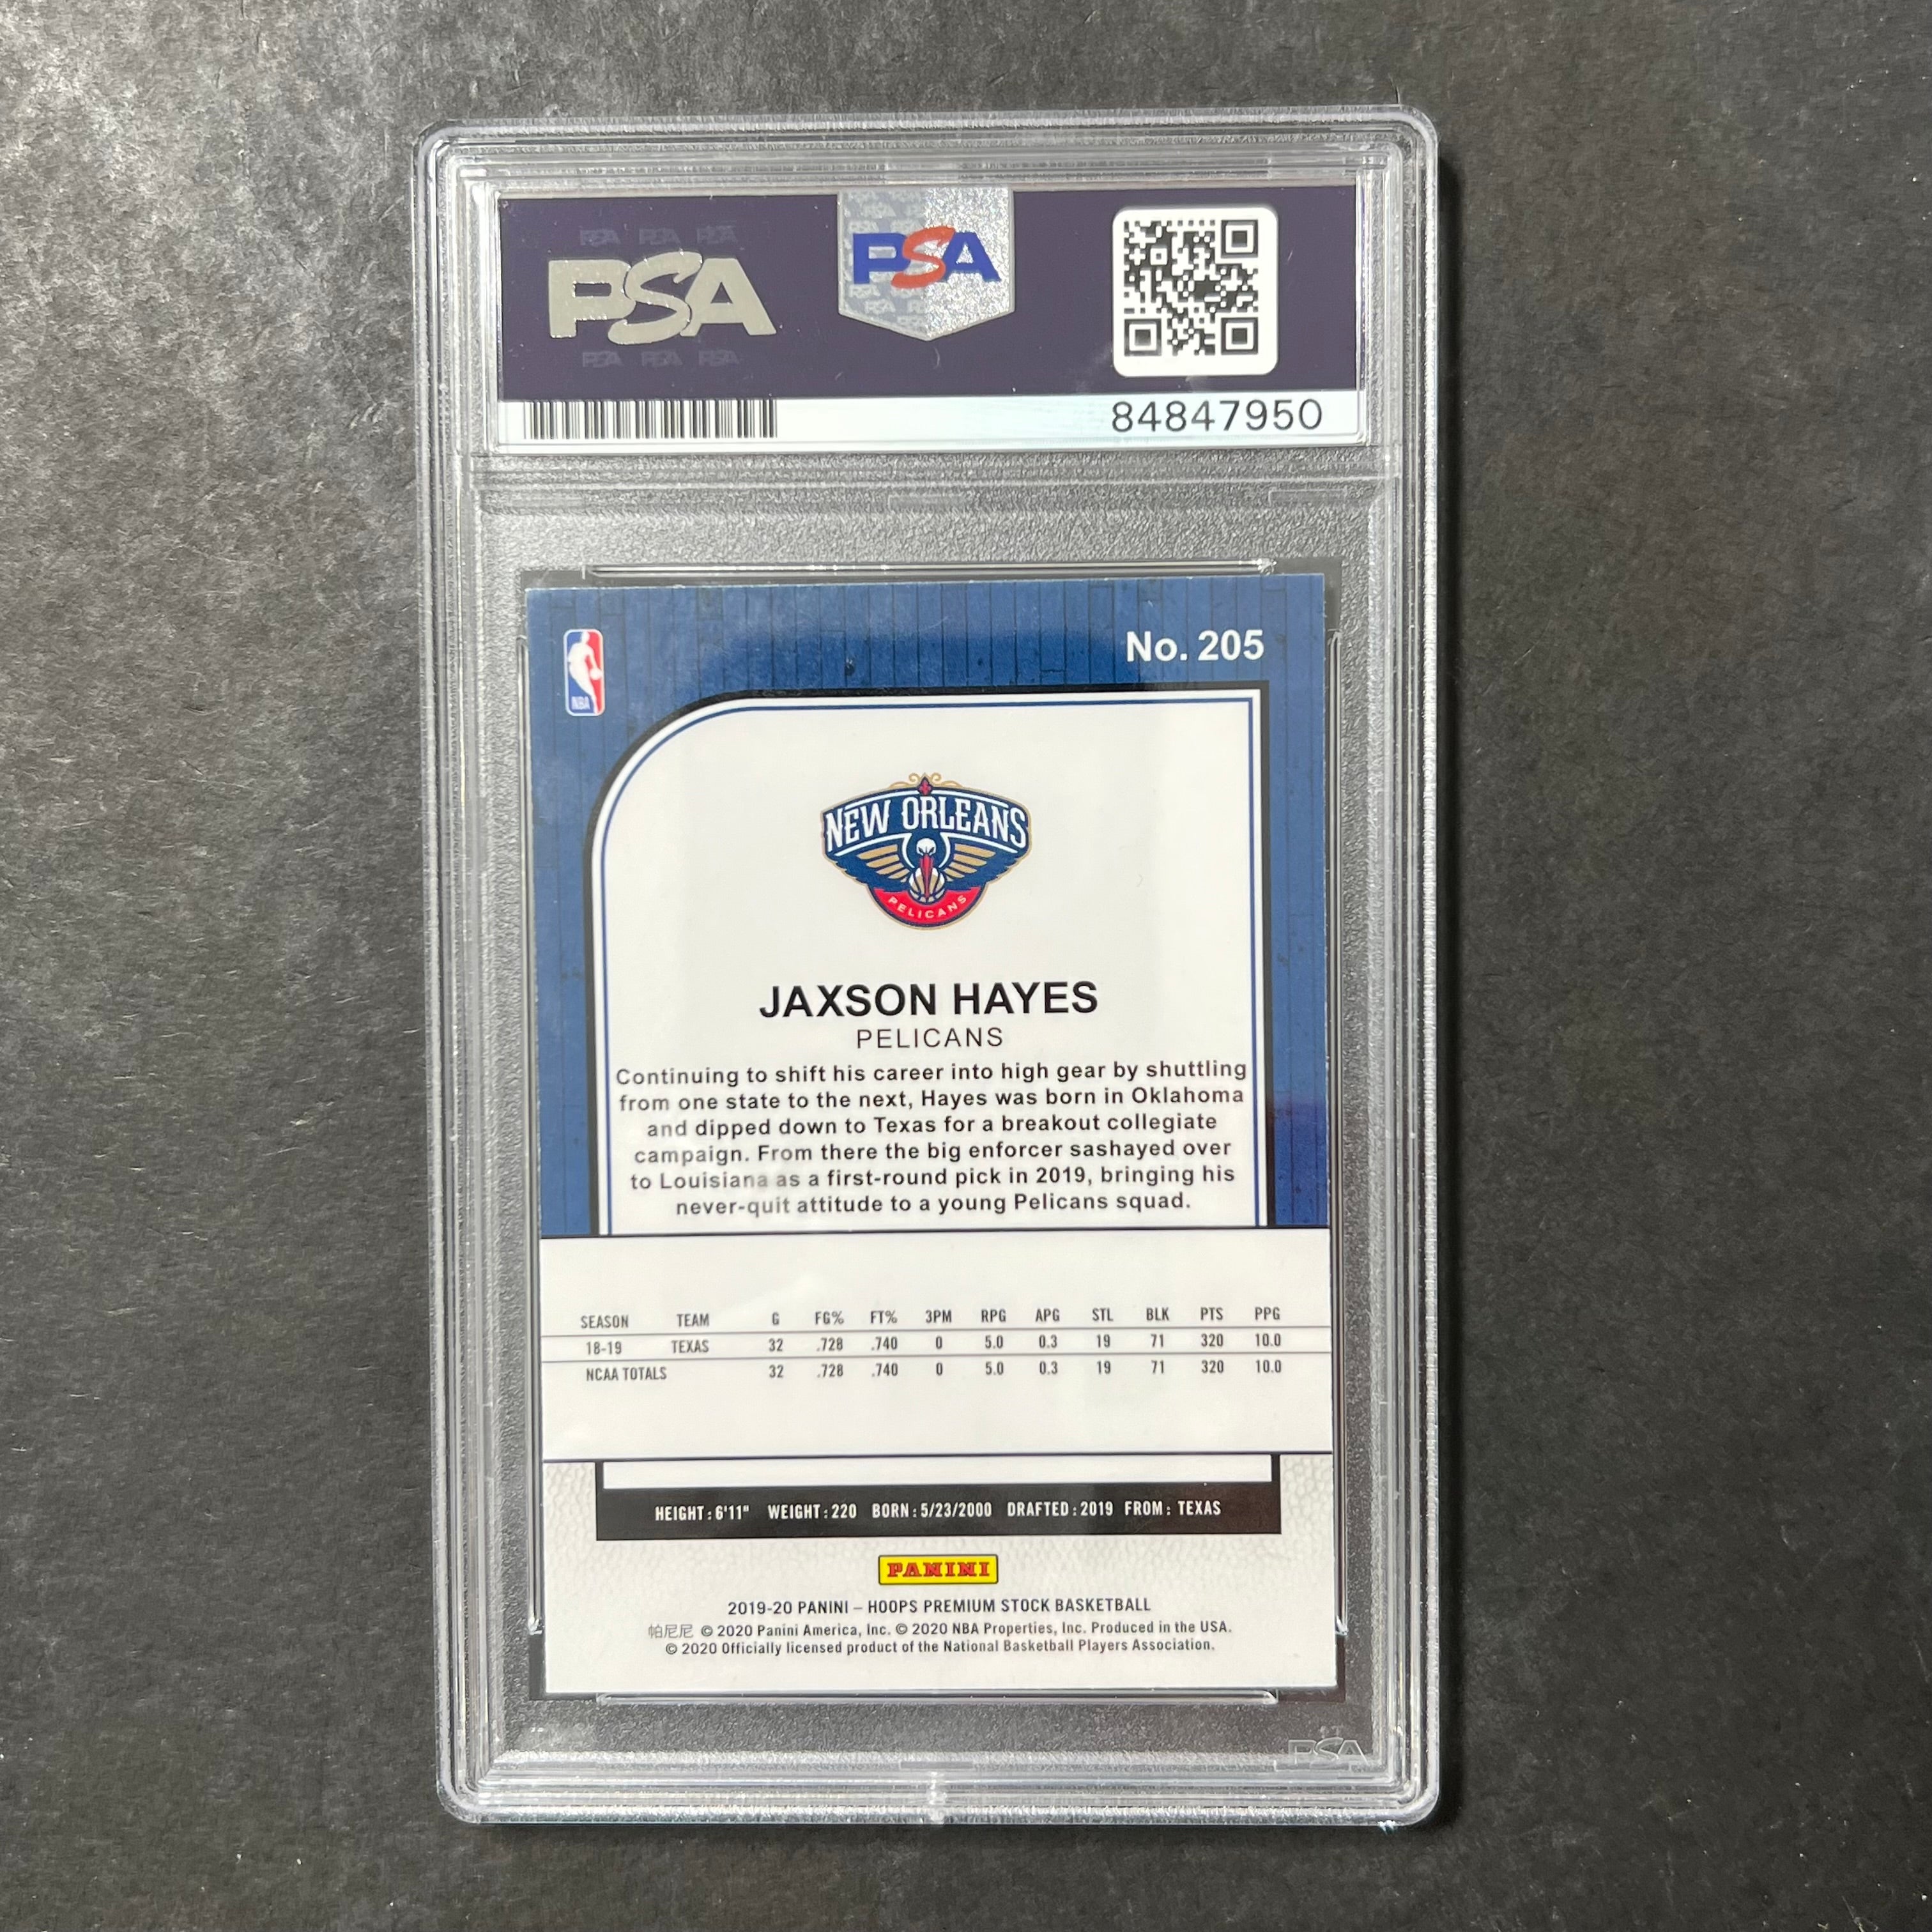 PSA PSA PSA
PSA
PSA PSA PSA
PSA
84847950
No. 205
NBA
NEW ORLEANS
PELICANS
JAXSON HAYES
PELICANS
Continuing to shift his career into high gear by shuttling
from one state to the next, Hayes was born in Oklahoma
and dipped down to Texas for a breakout collegiate
campaign. From there the big enforcer sashayed over
to Louisiana as a first-round pick in 2019, bringing his
never-quit attitude to a young Pelicans squad.
SEASON TEAM G FG% FT% 3PM RPG APG STL BLK PTS PPG
18-19 TEXAS 32 .728 .740 0 5.0 0.3 19 71 320 10.0
NCAA TOTALS 32 .728 .740 0 5.0 0.3 19 71 320 10.0
HEIGHT: 6'11" WEIGHT: 220 BORN: 5/23/2000 DRAFTED: 2019 FROM: TEXAS
PANINI
2019-20 PANINI – HOOPS PREMIUM STOCK BASKETBALL
帕尼尼 © 2020 Panini America, Inc. © 2020 NBA Properties, Inc. Produced in the USA.
© 2020 Officially licensed product of the National Basketball Players Association.
PSA